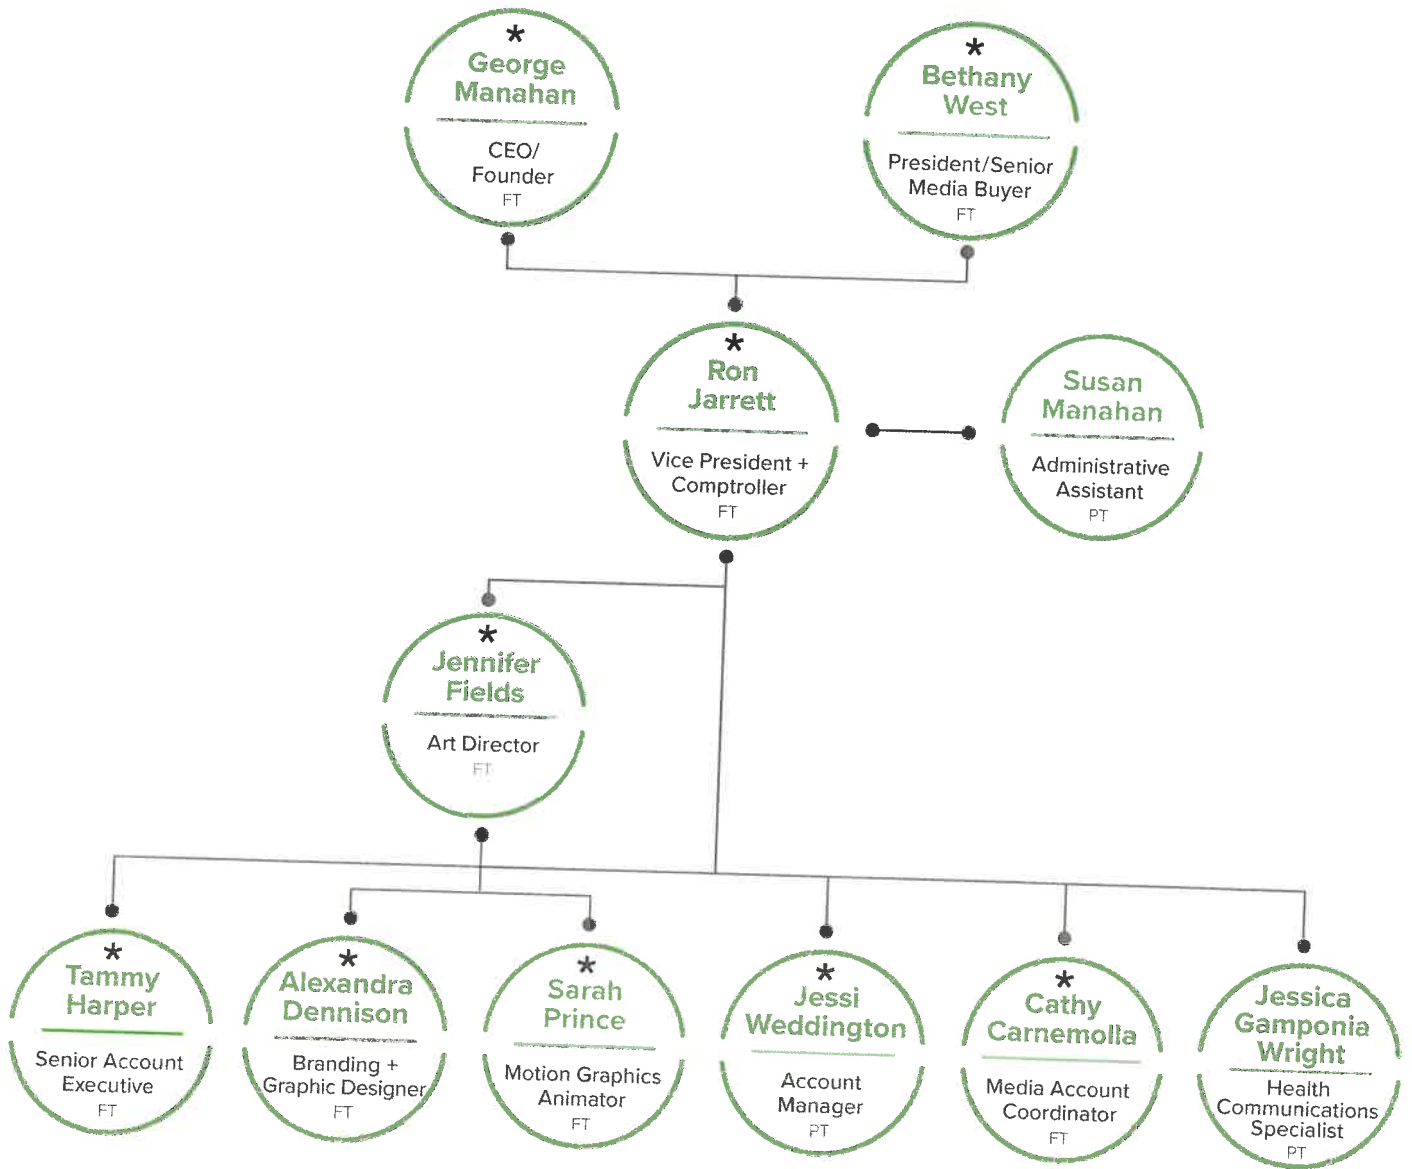 *
George
Manahan
CEO/
Founder
FT
*
Bethany
West
President/Senior
Media Buyer
FT
*
Ron
Jarrett
Vice President +
Comptroller
FT
Susan
Manahan
Administrative
Assistant
PT
*
Jennifer
Fields
Art Director
FT
*
Tammy
Harper
Senior Account
Executive
FT
*
Alexandra
Dennison
Branding +
Graphic Designer
FT
*
Sarah
Prince
Motion Graphics
Animator
FT
*
Jessi
Weddington
Account
Manager
PT
*
Cathy
Carnemolla
Media Account
Coordinator
FT
Jessica
Gamponia
Wright
Health
Communications
Specialist
PT